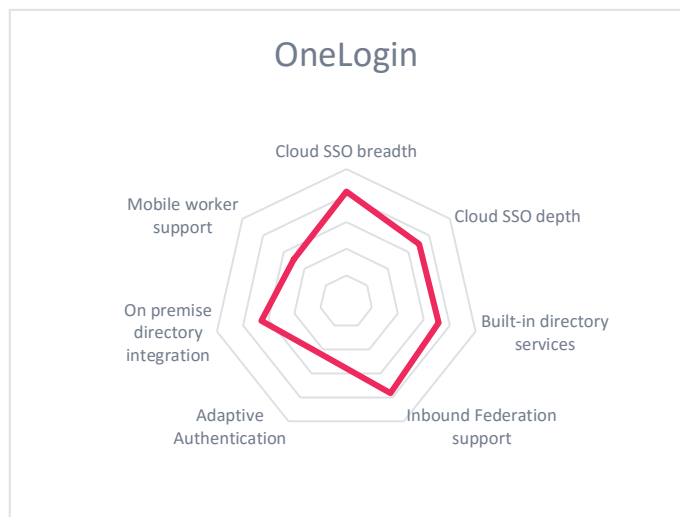 OneLogin
Cloud SSO breadth
Cloud SSO depth
Built-in directory
services
Inbound Federation
support
Adaptive
Authentication
On premise
directory
integration
Mobile worker
support